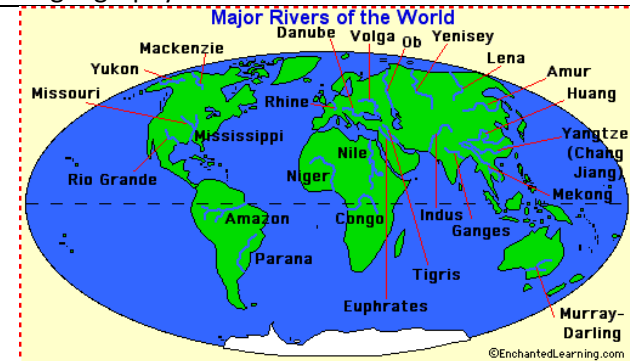 Major Rivers of the World
Danube
Volga
Ob
Yenisey
Mackenzie
Lena
Yukon
Amur
Missouri
Rhine
Huang
Mississippi
Yangtze
(Chang
Jiang)
Nile
Rio Grande
Niger
Mekong
Amazon
Congo
Indus
Ganges
Parana
Tigris
Euphrates
Murray-
Darling
©EnchantedLearning.com